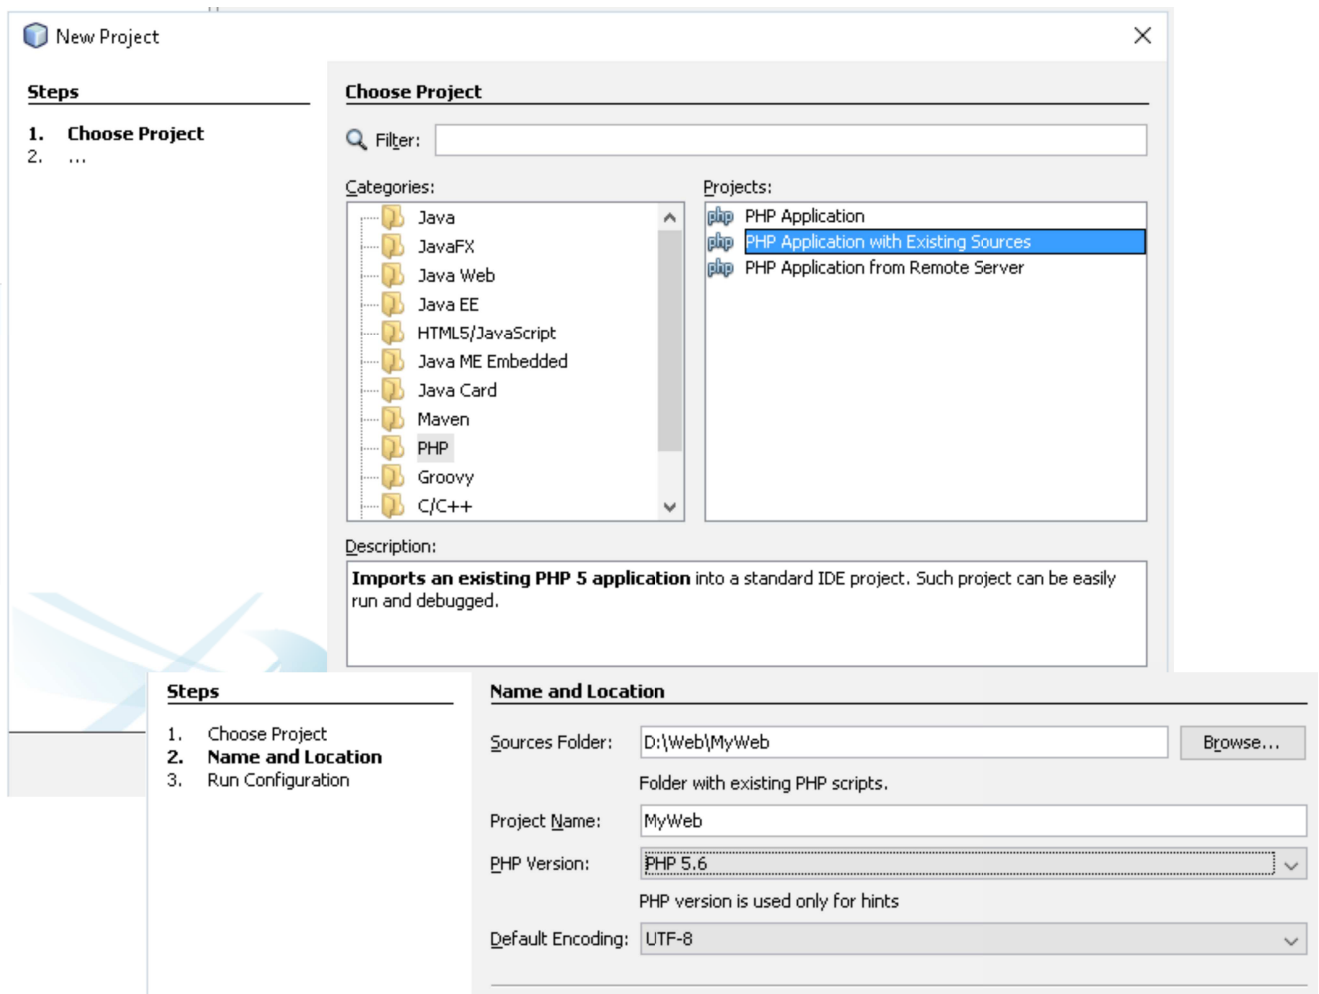 New Project
Steps
1. Choose Project
2. ...
Choose Project
Filter:
Categories:
Java
JavaFX
Java Web
Java EE
HTML5/JavaScript
Java ME Embedded
Java Card
Maven
PHP
Groovy
C/C++
Projects:
php PHP Application
php PHP Application with Existing Sources
php PHP Application from Remote Server
Description:
Imports an existing PHP 5 application into a standard IDE project. Such project can be easily
run and debugged.
Steps
1. Choose Project
2. Name and Location
3. Run Configuration
Name and Location
Sources Folder: D:\Web\MyWeb Browse...
Folder with existing PHP scripts.
Project Name: MyWeb
PHP Version: PHP 5.6
PHP version is used only for hints
Default Encoding: UTF-8